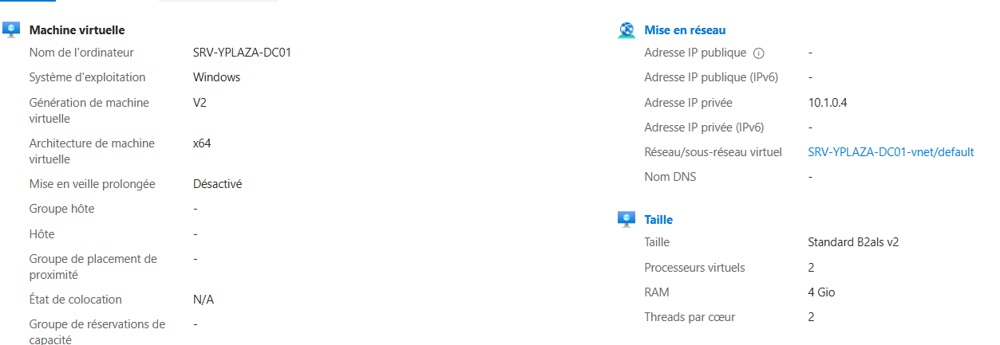 Machine virtuelle
Nom de l'ordinateur SRV-YPLAZA-DC01
Système d'exploitation Windows
Génération de machine virtuelle V2
Architecture de machine virtuelle x64
Mise en veille prolongée Désactivé
Groupe hôte -
Hôte -
Groupe de placement de proximité -
État de colocation N/A
Groupe de réservations de capacité -
Mise en réseau
Adresse IP publique -
Adresse IP publique (IPv6) -
Adresse IP privée 10.1.0.4
Adresse IP privée (IPv6) -
Réseau/sous-réseau virtuel SRV-YPLAZA-DC01-vnet/default
Nom DNS -
Taille
Taille Standard B2als v2
Processeurs virtuels 2
RAM 4 Gio
Threads par cœur 2